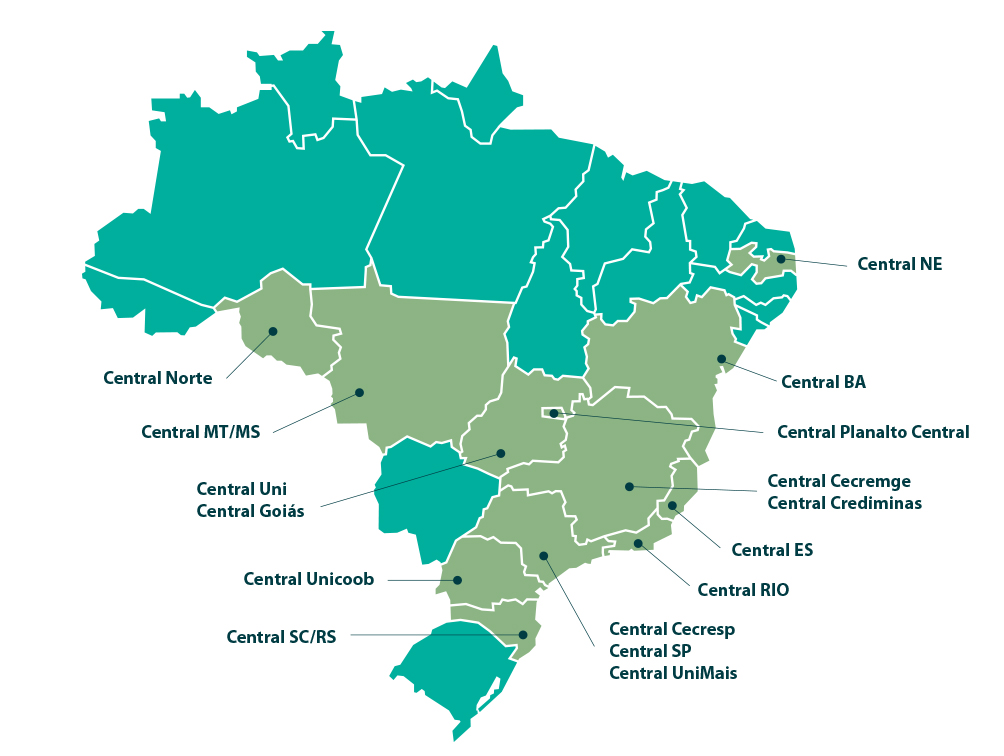 Central NE
Central Norte
Central BA
Central MT/MS
Central Planalto Central
Central Uni
Central Goiás
Central Cecremge
Central Crediminas
Central ES
Central Unicoob
Central RIO
Central SC/RS
Central Cecresp
Central SP
Central UniMais